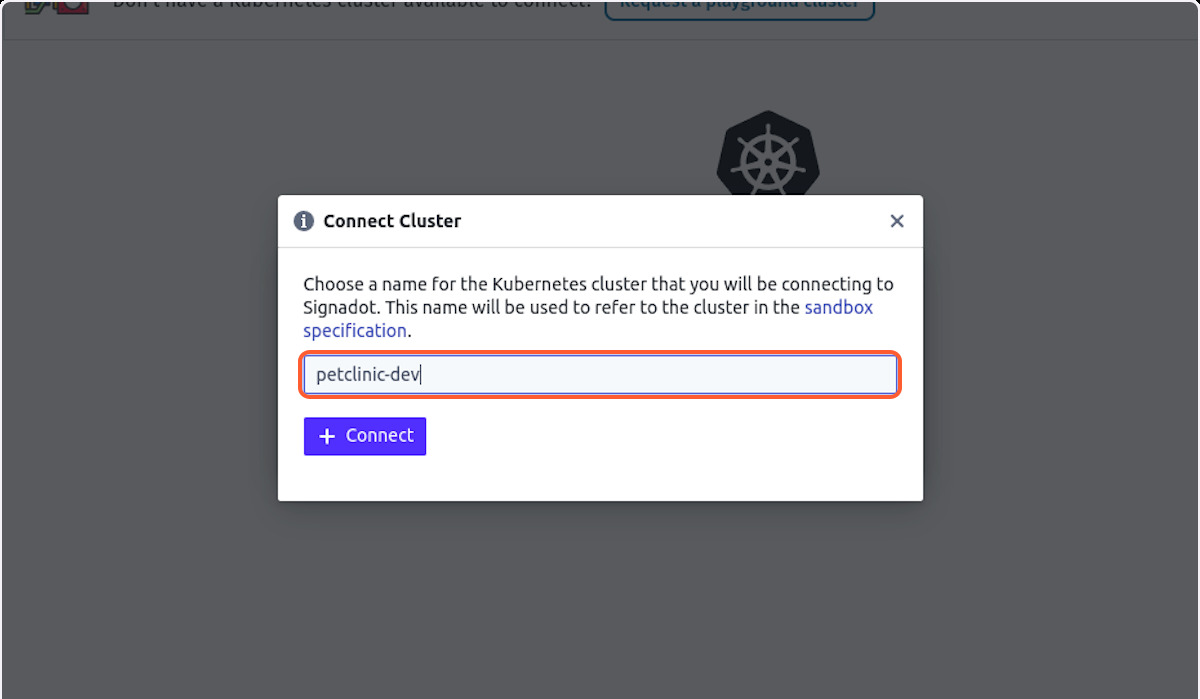 Don't have a Kubernetes cluster available to connect? Request a playground cluster
Connect Cluster
Choose a name for the Kubernetes cluster that you will be connecting to
Signadot. This name will be used to refer to the cluster in the sandbox
specification.
petclinic-dev
+ Connect